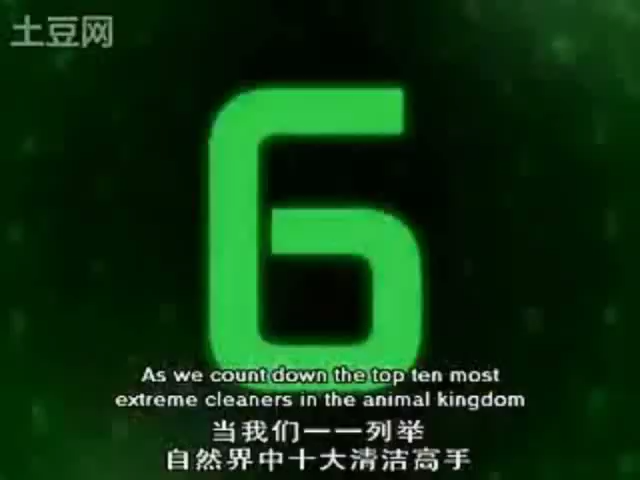 土豆网
6
As we count down the top ten most
extreme cleaners in the animal kingdom
当我们一一列举
自然界中十大清洁高手